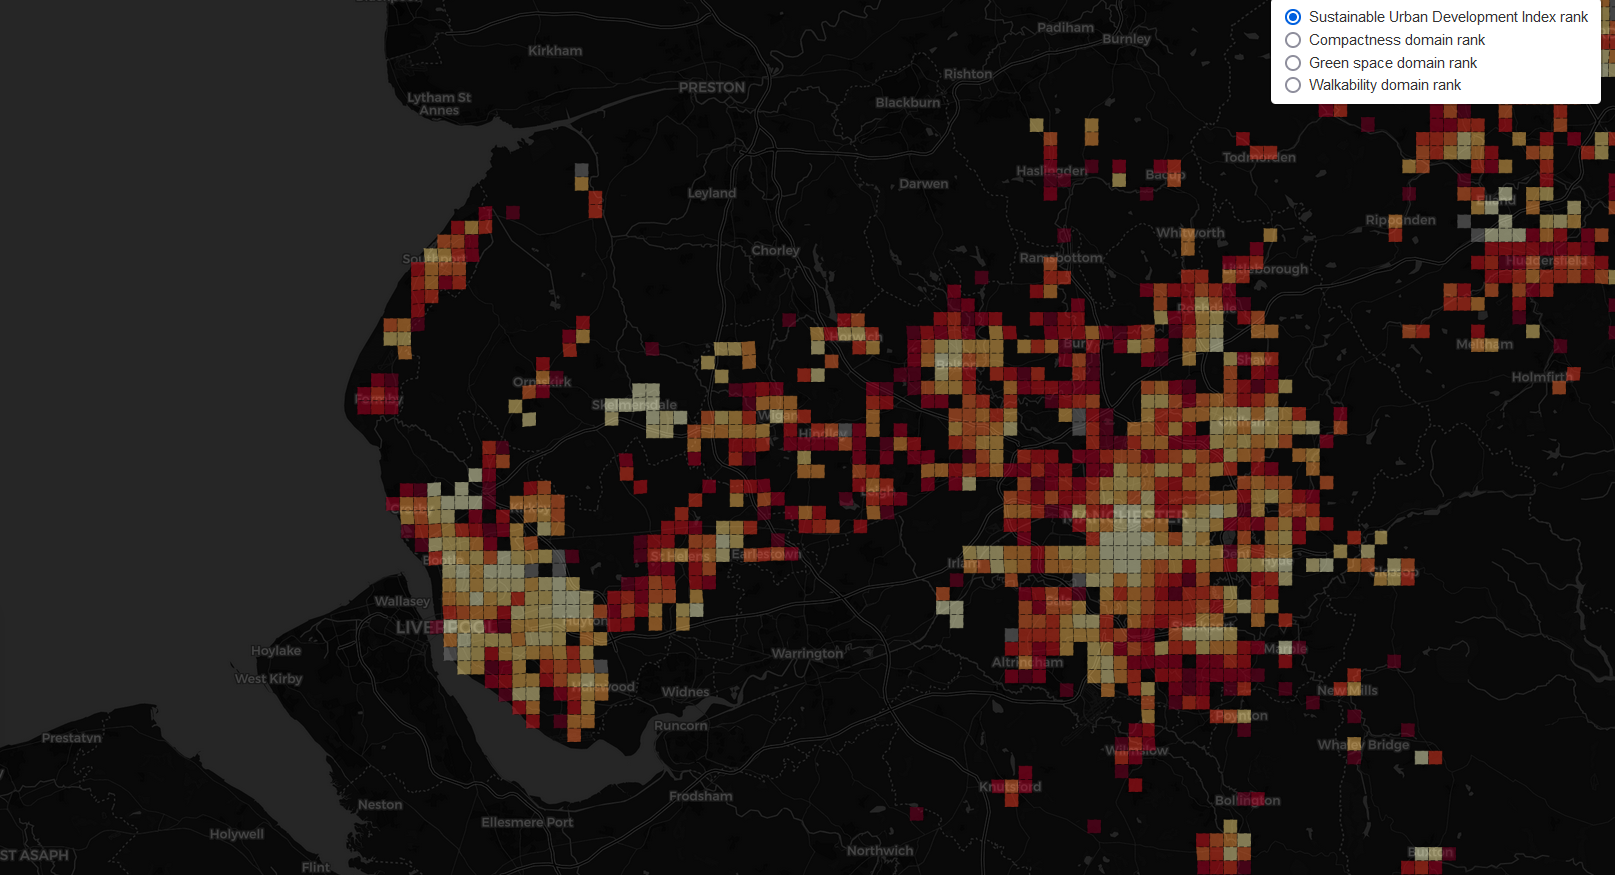 Sustainable Urban Development Index rank
Compactness domain rank
Green space domain rank
Walkability domain rank
Padiham
Burnley
Kirkham
Rishton
PRESTON
Lytham St
Annes
Blackburn
Todmorden
Haslingden
Bacup
Darwen
Leyland
Elland
Ripponden
Whitworth
Southport
Chorley
Ramsbottom
Littleborough
Huddersfield
Rochdale
Horwich
Bury
Meltham
Shaw
Bolton
Holmfirth
Ormskirk
Formby
Skelmersdale
Wigan
Oldham
Hindley
Leigh
Crosby
Kirkby
MANCHESTER
Bootle
St Helens
Earlestown
Irlam
Denton
Hyde
Glossop
Wallasey
Sale
LIVERPOOL
Huyton
Stockport
Hoylake
Warrington
Marple
Altrincham
West Kirby
Halewood
Widnes
New Mills
Poynton
Runcorn
Prestatyn
Whaley Bridge
Wilmslow
Knutsford
Frodsham
Bollington
Neston
Ellesmere Port
Holywell
Northwich
Buxton
ST ASAPH
Flint